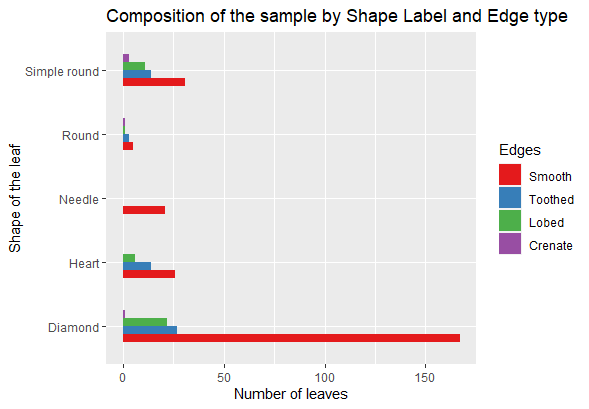 Composition of the sample by Shape Label and Edge type
Shape of the leaf
Simple round
Round
Needle
Heart
Diamond
0
50
100
150
Number of leaves
Edges
Smooth
Toothed
Lobed
Crenate